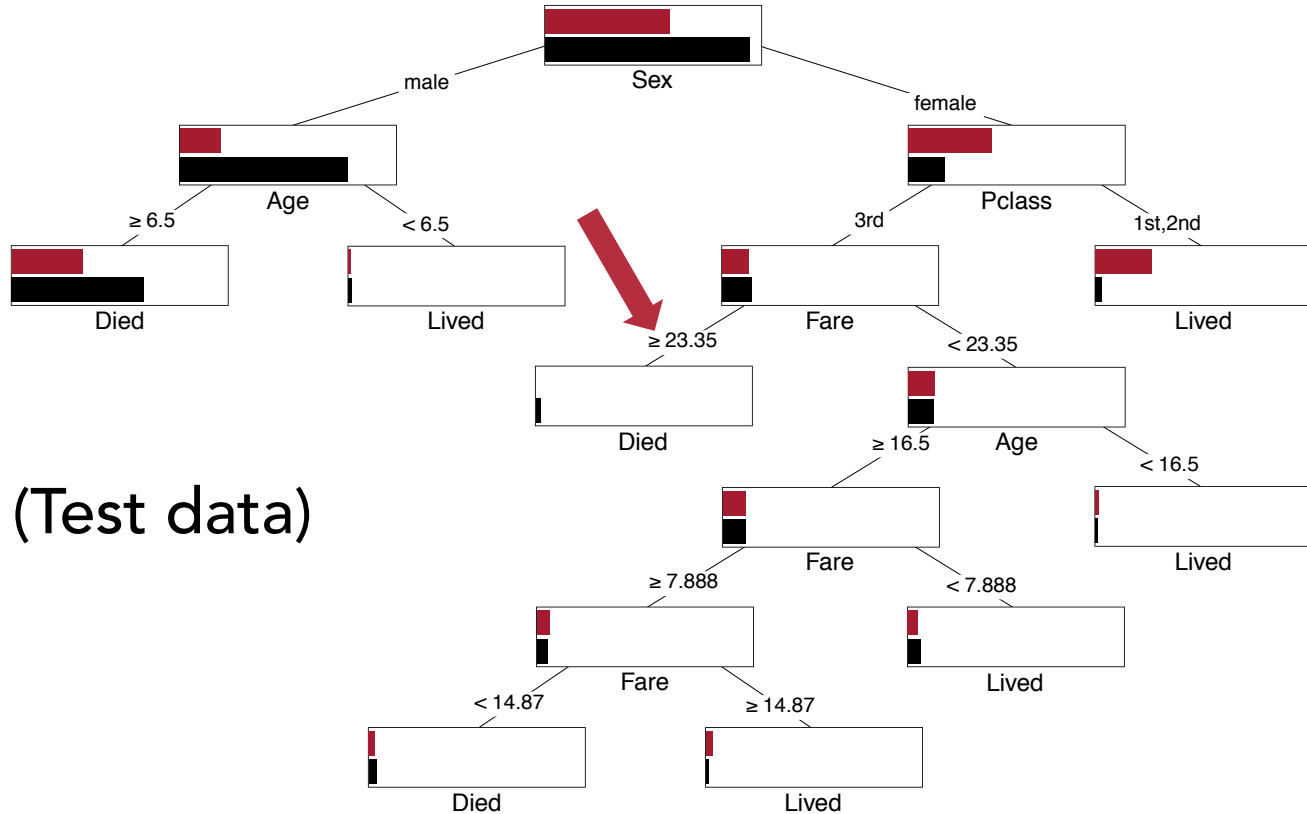 Sex
male
female
Age
Pclass
≥ 6.5
< 6.5
3rd
1st,2nd
Died
Lived
Fare
Lived
≥ 23.35
< 23.35
Died
Age
≥ 16.5
< 16.5
(Test data)
Fare
Lived
≥ 7.888
< 7.888
Fare
Lived
< 14.87
≥ 14.87
Died
Lived